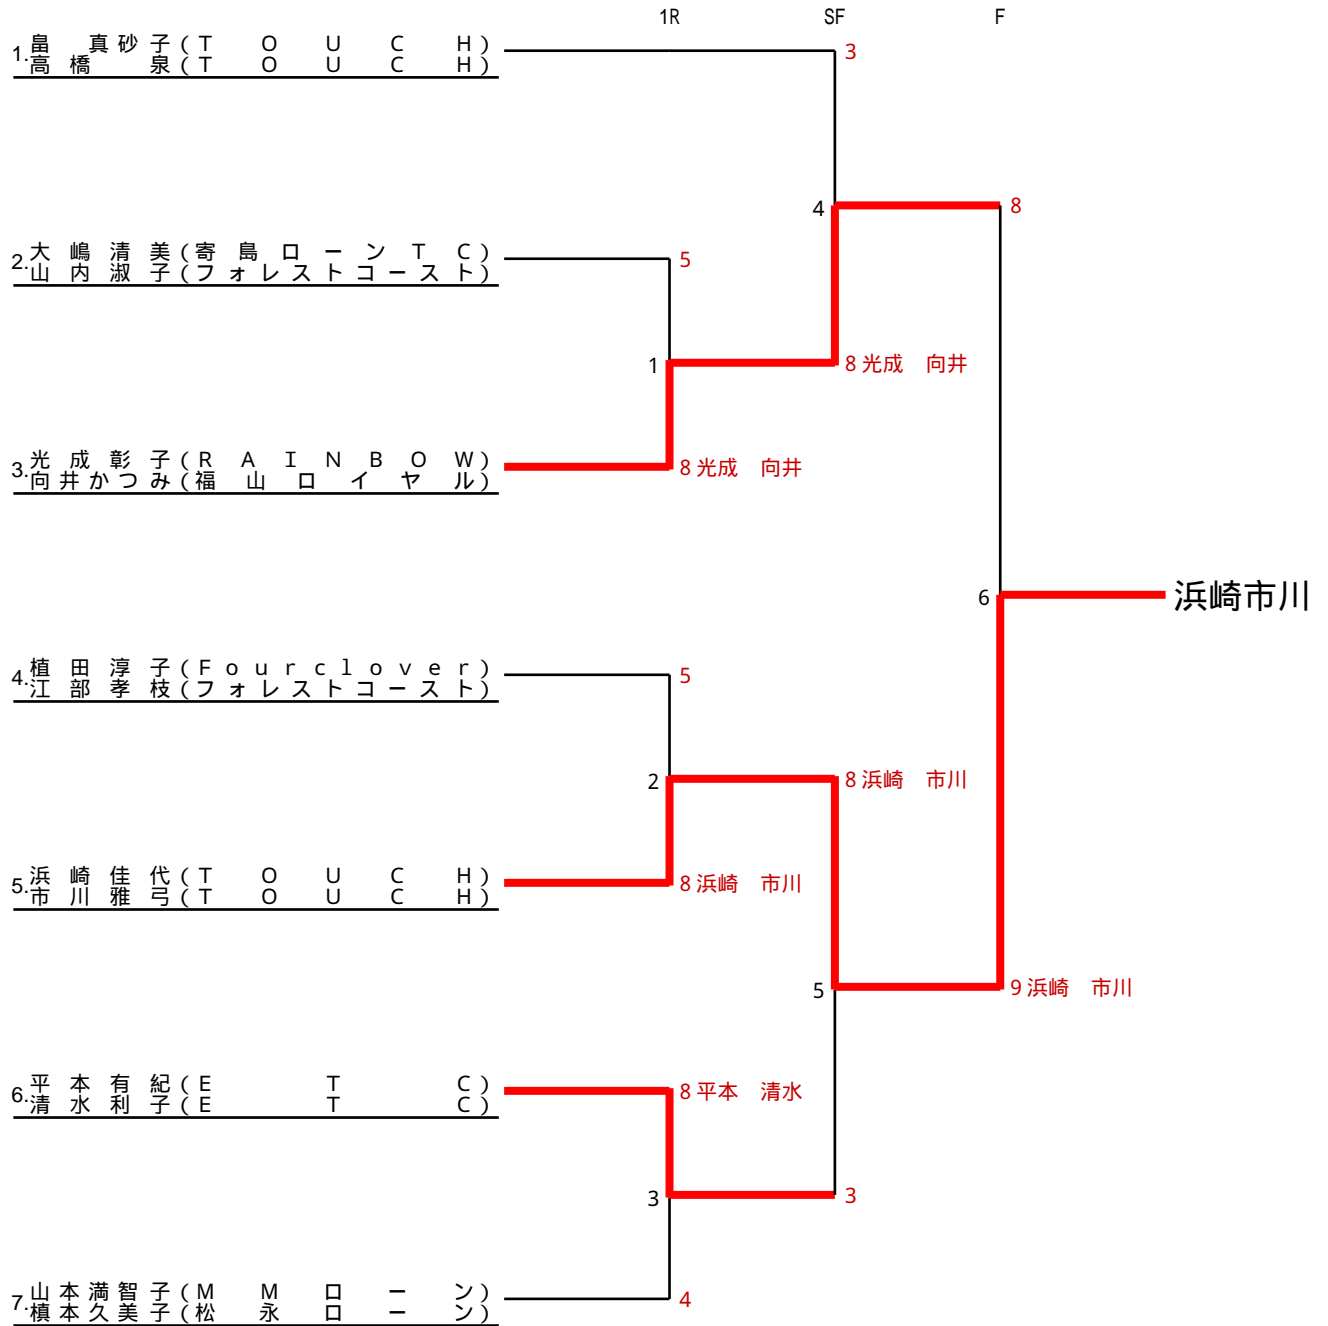 1R SF F
1. 畠 真砂子(TOUCH)
高橋 泉(TOUCH)
3
4
8
2. 大嶋清美(寄島ローンTC)
山内淑子(フォレストコースト)
5
1
8 光成 向井
3. 光成彰子(RAINBOW)
向井かつみ(福山ロイヤル)
8 光成 向井
6
浜崎市川
4. 植田淳子(Fourclover)
江部孝枝(フォレストコースト)
5
2
8 浜崎 市川
5. 浜崎佳代(TOUCH)
市川雅弓(TOUCH)
8 浜崎 市川
5
9 浜崎 市川
6. 平本有紀(ETC)
清水利子(ETC)
8 平本 清水
3
3
7. 山本満智子(MMローン)
槙本久美子(松永ローン)
4